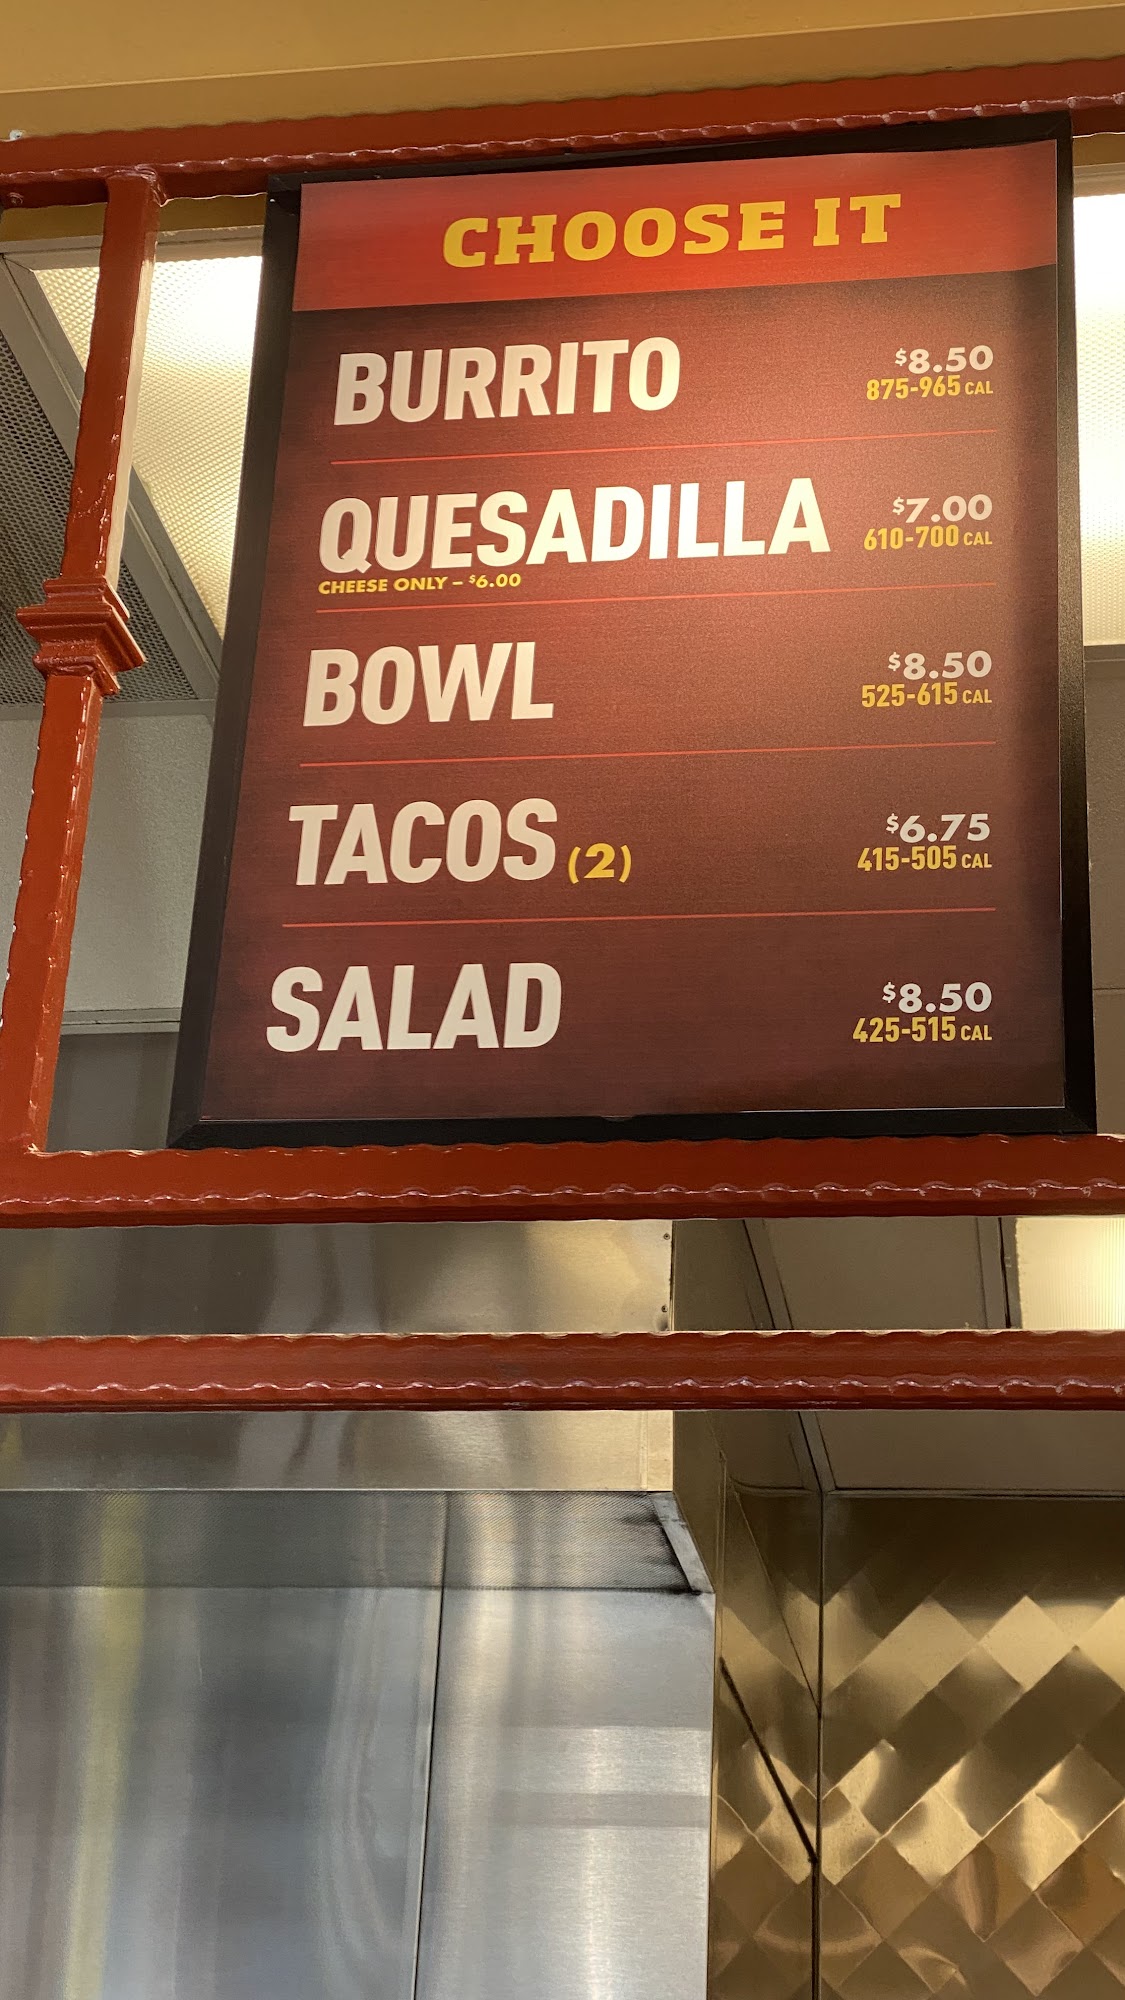 CHOOSE IT
BURRITO $8.50
875-965 CAL
QUESADILLA $7.00
610-700 CAL
CHEESE ONLY – $6.00
BOWL $8.50
525-615 CAL
TACOS (2) $6.75
415-505 CAL
SALAD $8.50
425-515 CAL